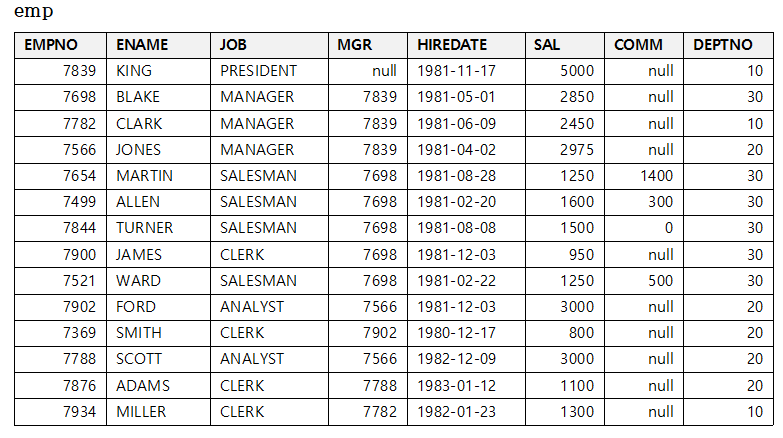 emp
EMPNO ENAME JOB MGR HIREDATE SAL COMM DEPTNO
7839 KING PRESIDENT null 1981-11-17 5000 null 10
7698 BLAKE MANAGER 7839 1981-05-01 2850 null 30
7782 CLARK MANAGER 7839 1981-06-09 2450 null 10
7566 JONES MANAGER 7839 1981-04-02 2975 null 20
7654 MARTIN SALESMAN 7698 1981-08-28 1250 1400 30
7499 ALLEN SALESMAN 7698 1981-02-20 1600 300 30
7844 TURNER SALESMAN 7698 1981-08-08 1500 0 30
7900 JAMES CLERK 7698 1981-12-03 950 null 30
7521 WARD SALESMAN 7698 1981-02-22 1250 500 30
7902 FORD ANALYST 7566 1981-12-03 3000 null 20
7369 SMITH CLERK 7902 1980-12-17 800 null 20
7788 SCOTT ANALYST 7566 1982-12-09 3000 null 20
7876 ADAMS CLERK 7788 1983-01-12 1100 null 20
7934 MILLER CLERK 7782 1982-01-23 1300 null 10